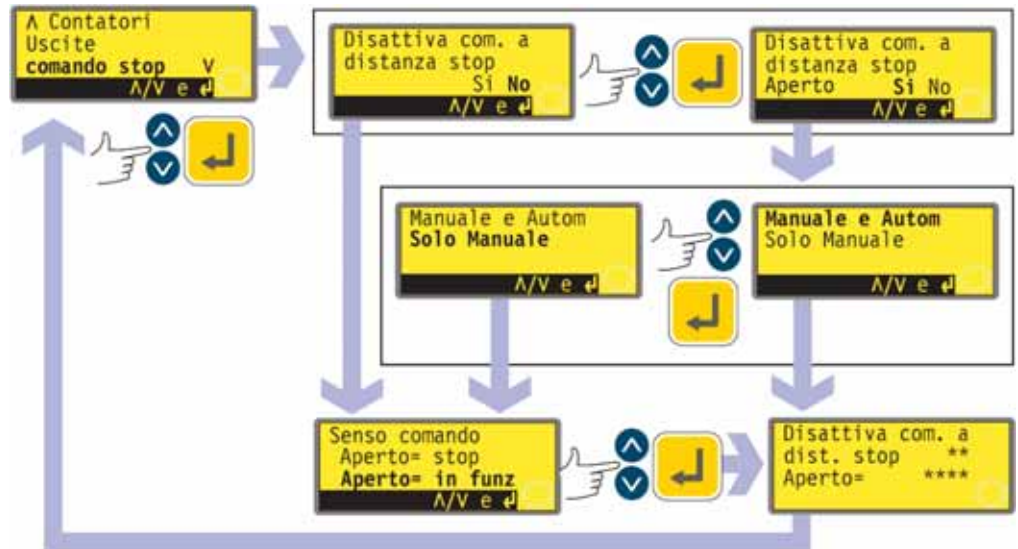 Λ Contatori
Uscite
comando stop V
Λ/V e ↲
Disattiva com. a
distanza stop
Si No
Λ/V e ↲
Disattiva com. a
distanza stop
Aperto Si No
Λ/V e ↲
Manuale e Autom
Solo Manuale
Λ/V e ↲
Manuale e Autom
Solo Manuale
Λ/V e ↲
Senso comando
Aperto= stop
Aperto= in funz
Λ/V e ↲
Disattiva com. a
dist. stop **
Aperto= ****